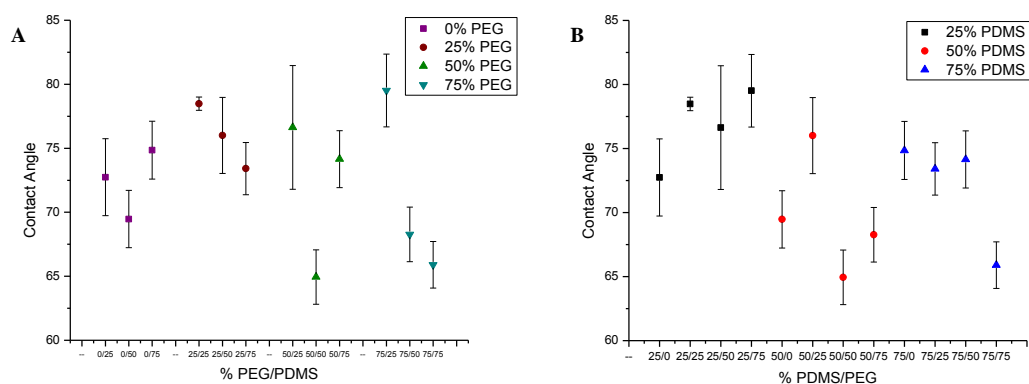 A
85
80
75
70
65
60
Contact Angle
0% PEG
25% PEG
50% PEG
75% PEG
-- 0/25 0/50 0/75 -- 25/25 25/50 25/75 -- 50/25 50/50 50/75 -- 75/25 75/50 75/75
% PEG/PDMS
B
85
80
75
70
65
60
Contact Angle
25% PDMS
50% PDMS
75% PDMS
-- 25/0 25/25 25/50 25/75 50/0 50/25 50/50 50/75 75/0 75/25 75/50 75/75
% PDMS/PEG